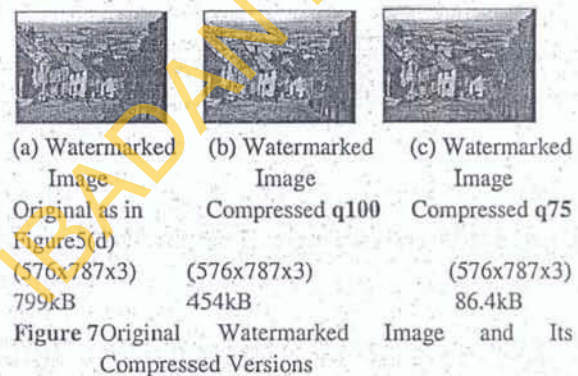 (a) Watermarked Image Original as in Figure5(d) (576x787x3) 799kB
(b) Watermarked Image Compressed q100 (576x787x3) 454kB
(c) Watermarked Image Compressed q75 (576x787x3) 86.4kB
Figure 7Original Watermarked Image and Its
Compressed Versions
IBADAN